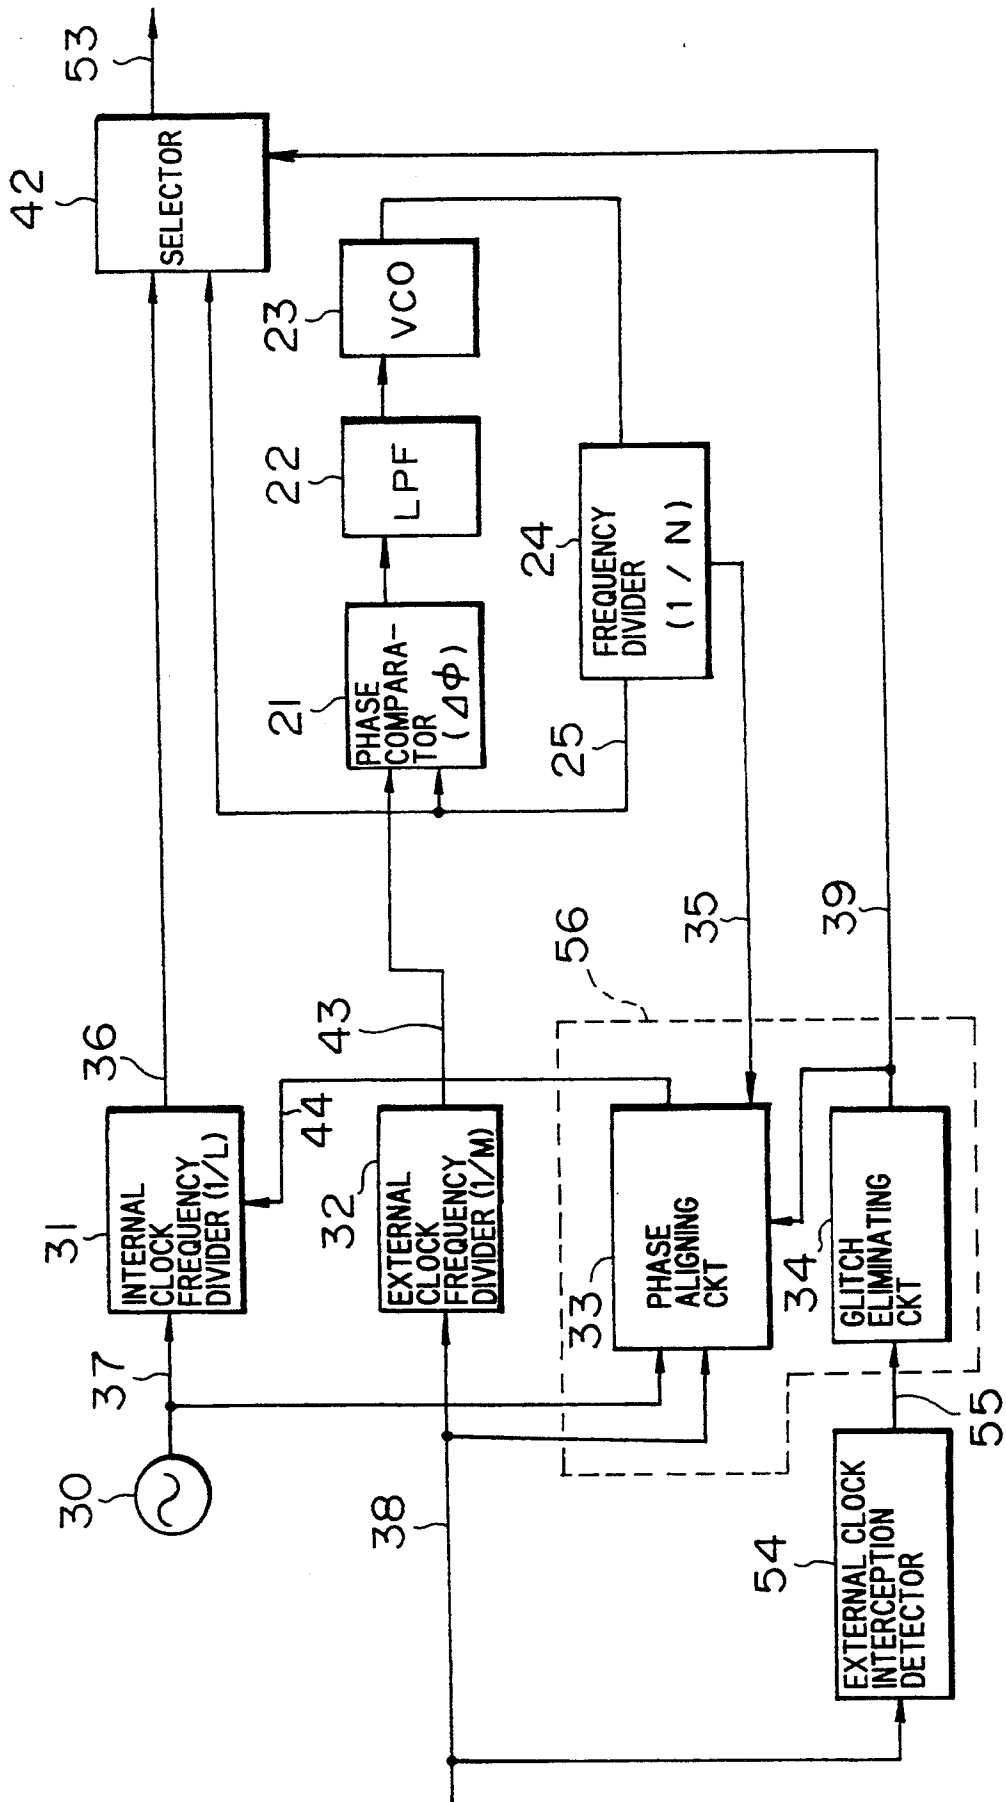 30
37
31
INTERNAL
CLOCK
FREQUENCY
DIVIDER (1/L)
36
42
SELECTOR
53
44
38
32
EXTERNAL
CLOCK
FREQUENCY
DIVIDER (1/M)
43
21
PHASE
COMPARA-
TOR
(ΔΦ)
22
LPF
23
VCO
25
24
FREQUENCY
DIVIDER
(1/N)
33
PHASE
ALIGNING
CKT
56
35
54
EXTERNAL CLOCK
INTERCEPTION
DETECTOR
55
34
GLITCH
ELIMINATING
CKT
39